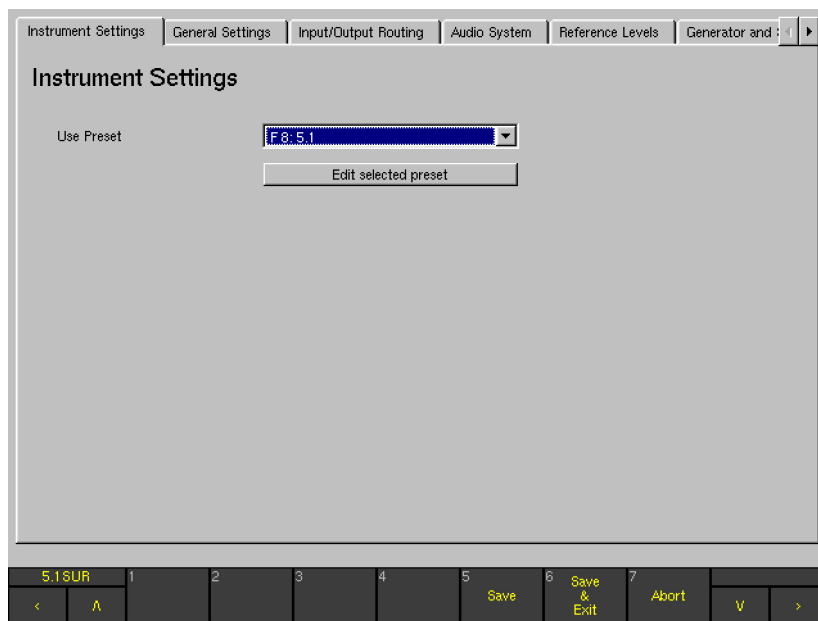 Instrument Settings General Settings Input/Output Routing Audio System Reference Levels Generator and
Instrument Settings
Use Preset F 8: 5.1
Edit selected preset
5.1SUR 1 2 3 4 5 Save 6 Save & Exit 7 Abort
< Λ V >